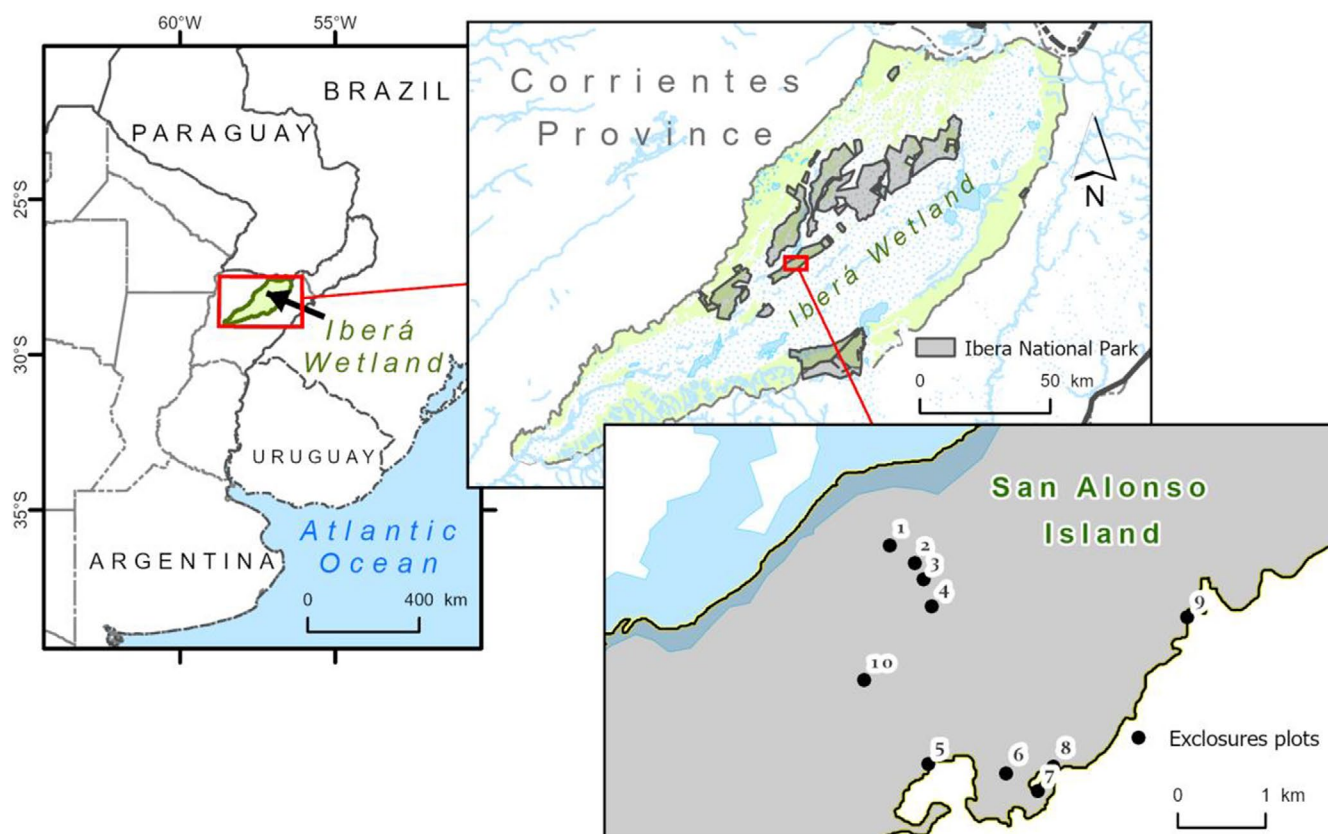 60°W 55°W
25°S
30°S
35°S
BRAZIL
PARAGUAY
Iberá
Wetland
URUGUAY
Atlantic
Ocean
ARGENTINA
0 400 km
Corrientes
Province
N
Iberá Wetland
Ibera National Park
0 50 km
San Alonso
Island
1
2
3
4
9
10
5
6
8
7
Exclosures plots
0 1 km